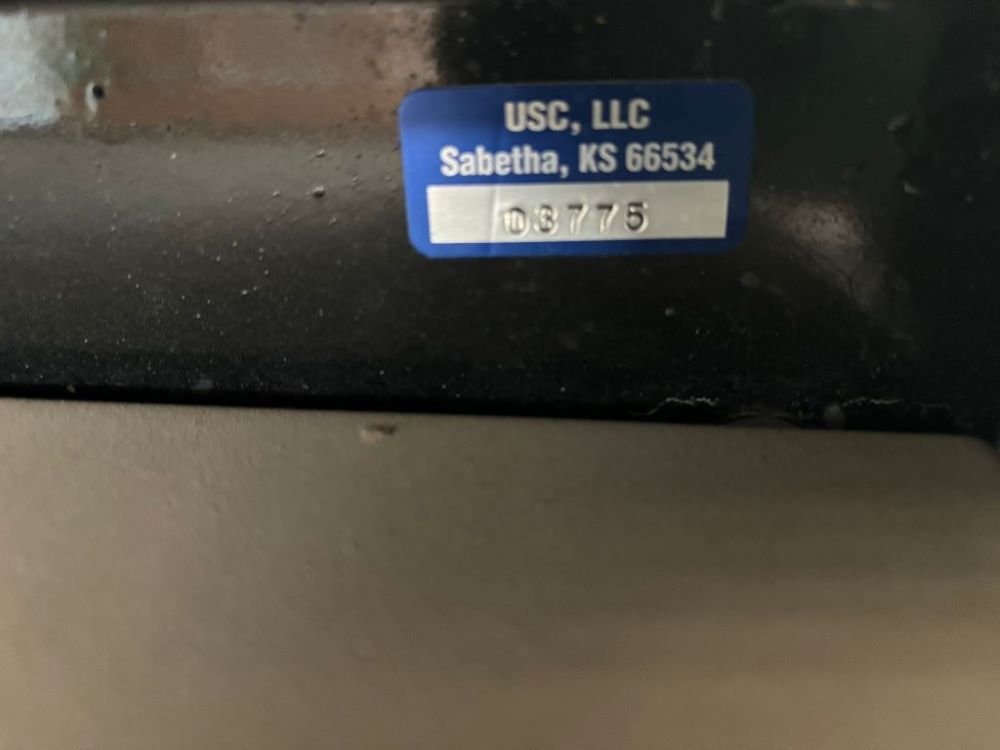 USC, LLC
Sabetha, KS 66534
03775